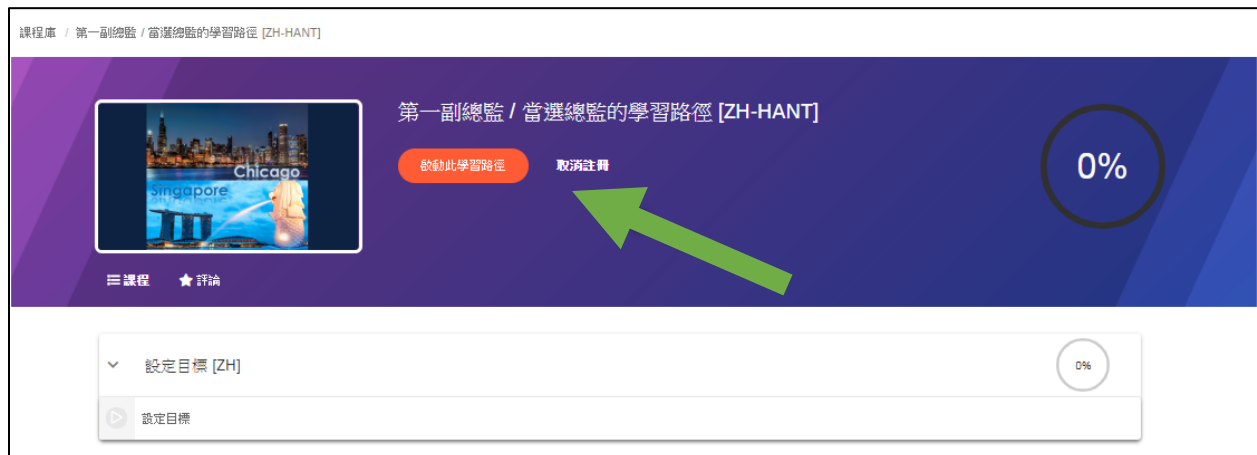 課程庫 / 第一副總監 / 當選總監的學習路徑 [ZH-HANT]
第一副總監 / 當選總監的學習路徑 [ZH-HANT]
啟動此學習路徑 取消註冊
0%
Chicago
Singapore
課程 評論
設定目標 [ZH]
0%
設定目標